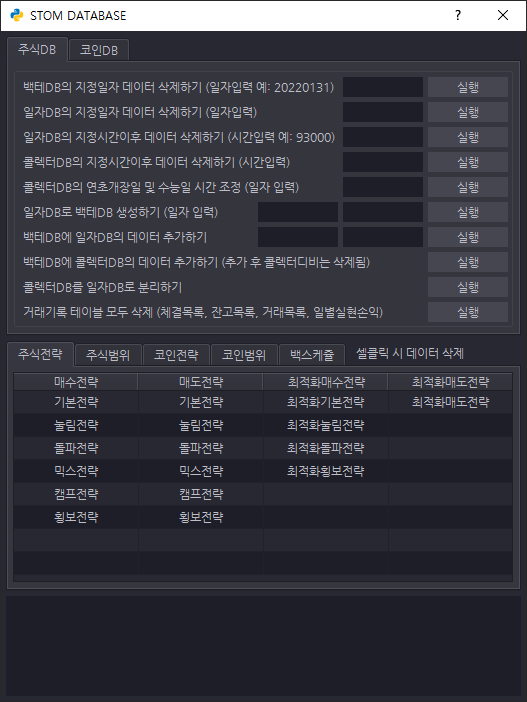 STOM DATABASE
주식DB 코인DB
백테DB의 지정일자 데이터 삭제하기 (일자입력 예: 20220131) 실행
일자DB의 지정일자 데이터 삭제하기 (일자입력) 실행
일자DB의 지정시간이후 데이터 삭제하기 (시간입력 예: 93000) 실행
콜렉터DB의 지정시간이후 데이터 삭제하기 (시간입력) 실행
콜렉터DB의 연초개장일 및 수능일 시간 조정 (일자 입력) 실행
일자DB로 백테DB 생성하기 (일자 입력) 실행
백테DB에 일자DB의 데이터 추가하기 실행
백테DB에 콜렉터DB의 데이터 추가하기 (추가 후 콜렉터디비는 삭제됨) 실행
콜렉터DB를 일자DB로 분리하기 실행
거래기록 테이블 모두 삭제 (체결목록, 잔고목록, 거래목록, 일별실현손익) 실행
주식전략 주식범위 코인전략 코인범위 백스케쥴 셀클릭 시 데이터 삭제
매수전략 매도전략 최적화매수전략 최적화매도전략
기본전략 기본전략 최적화기본전략 최적화매도전략
눌림전략 눌림전략 최적화눌림전략
돌파전략 돌파전략 최적화돌파전략
믹스전략 믹스전략 최적화횡보전략
캠프전략 캠프전략
횡보전략 횡보전략